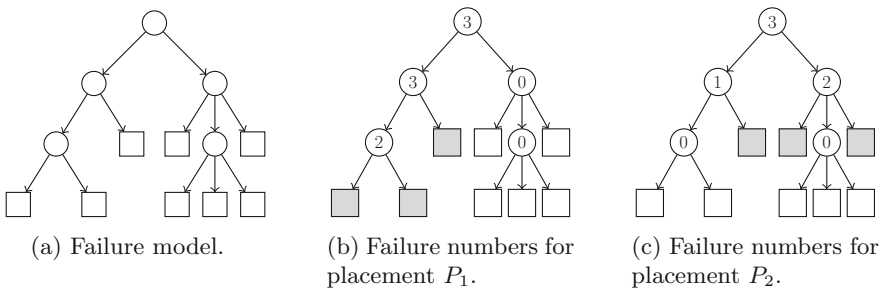 3
3
0
2
0
3
1
2
0
0
(a) Failure model.
(b) Failure numbers for
placement P₁.
(c) Failure numbers for
placement P₂.